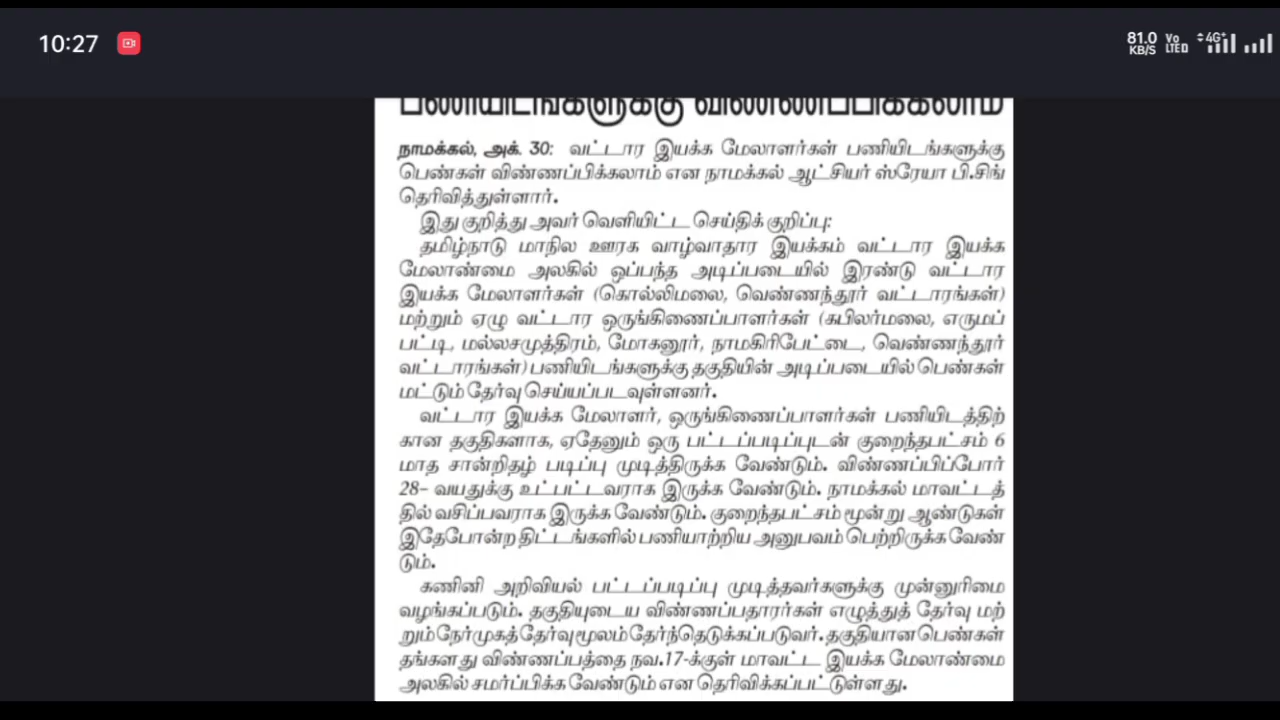 10:27
81.0 KB/S Vo LTED 4G+
பணியிடங்களுக்கு விண்ணப்பிக்கலாம்
நாமக்கல், அக். 30: வட்டார இயக்க மேலாளர்கள் பணியிடங்களுக்கு
பெண்கள் விண்ணப்பிக்கலாம் என நாமக்கல் ஆட்சியர் ஸ்ரேயா பி.சிங்
தெரிவித்துள்ளார்.
இது குறித்து அவர் வெளியிட்ட செய்திக் குறிப்பு:
தமிழ்நாடு மாநில ஊரக வாழ்வாதார இயக்கம் வட்டார இயக்க
மேலாண்மை அலகில் ஒப்பந்த அடிப்படையில் இரண்டு வட்டார
இயக்க மேலாளர்கள் (கொல்லிமலை, வெண்ணந்தூர் வட்டாரங்கள்)
மற்றும் ஏழு வட்டார ஒருங்கிணைப்பாளர்கள் (கபிலர்மலை, எருமப்
பட்டி, மல்லசமுத்திரம், மோகனூர், நாமகிரிபேட்டை, வெண்ணந்தூர்
வட்டாரங்கள்) பணியிடங்களுக்கு தகுதியின் அடிப்படையில் பெண்கள்
மட்டும் தேர்வு செய்யப்படவுள்ளனர்.
வட்டார இயக்க மேலாளர், ஒருங்கிணைப்பாளர்கள் பணியிடத்திற்
கான தகுதிகளாக, ஏதேனும் ஒரு பட்டப்படிப்புடன் குறைந்தபட்சம் 6
மாத சான்றிதழ் படிப்பு முடித்திருக்க வேண்டும். விண்ணப்பிப்போர்
28– வயதுக்கு உட்பட்டவராக இருக்க வேண்டும். நாமக்கல் மாவட்டத்
தில் வசிப்பவராக இருக்க வேண்டும். குறைந்தபட்சம் மூன்று ஆண்டுகள்
இதேபோன்ற திட்டங்களில் பணியாற்றிய அனுபவம் பெற்றிருக்க வேண்
டும்.
கணினி அறிவியல் பட்டப்படிப்பு முடித்தவர்களுக்கு முன்னுரிமை
வழங்கப்படும். தகுதியுடைய விண்ணப்பதாரர்கள் எழுத்துத் தேர்வு மற்
றும் நேர்முகத் தேர்வு மூலம் தேர்ந்தெடுக்கப்படுவர். தகுதியான பெண்கள்
தங்களது விண்ணப்பத்தை நவ.17-க்குள் மாவட்ட இயக்க மேலாண்மை
அலகில் சமர்ப்பிக்க வேண்டும் என தெரிவிக்கப்பட்டுள்ளது.